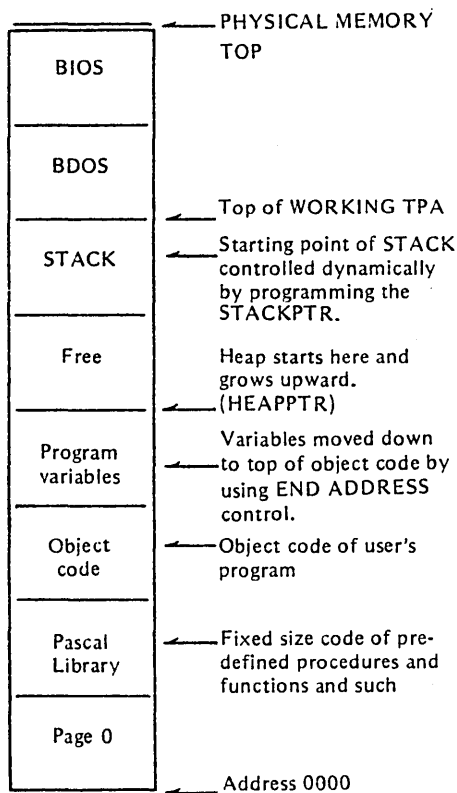 PHYSICAL MEMORY
TOP
BIOS
BDOS
Top of WORKING TPA
STACK
Starting point of STACK
controlled dynamically
by programming the
STACKPTR.
Free
Heap starts here and
grows upward.
(HEAPPTR)
Program
variables
Variables moved down
to top of object code by
using END ADDRESS
control.
Object
code
Object code of user's
program
Pascal
Library
Fixed size code of pre-
defined procedures and
functions and such
Page 0
Address 0000